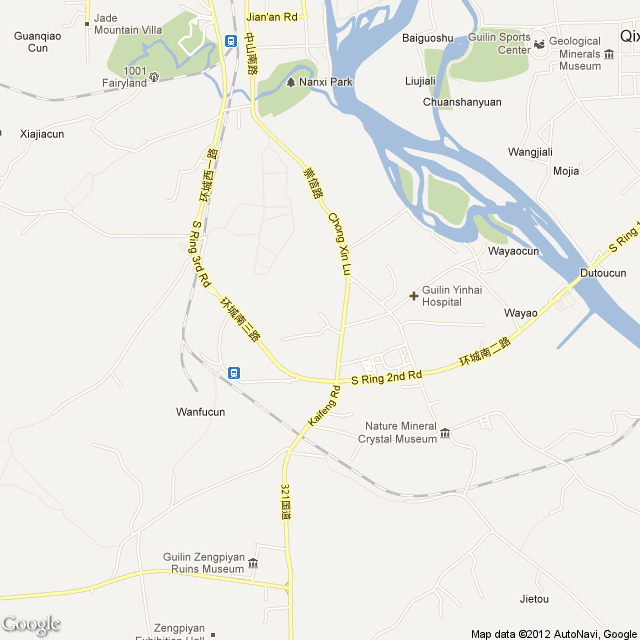 Jian'an Rd
Jade
Mountain Villa
Guanqiao
Cun
中山南路
Baiguoshu
Guilin Sports
Center
Geological
Minerals
Museum
Qix
1001
Fairyland
Nanxi Park
Liujiali
Chuanshanyuan
Xiajiacun
环城西二路
崇信路
Wangjiali
Mojia
S Ring 3rd Rd
Chong Xin Lu
Wayaocun
S Ring 1
Dutoucun
Guilin Yinhai
Hospital
Wayao
环城南三路
环城南二路
S Ring 2nd Rd
Wanfucun
Kaifeng Rd
Nature Mineral
Crystal Museum
321国道
Guilin Zengpiyan
Ruins Museum
Jietou
Zengpiyan
Exhibition Hall
Google
Map data ©2012 AutoNavi, Google